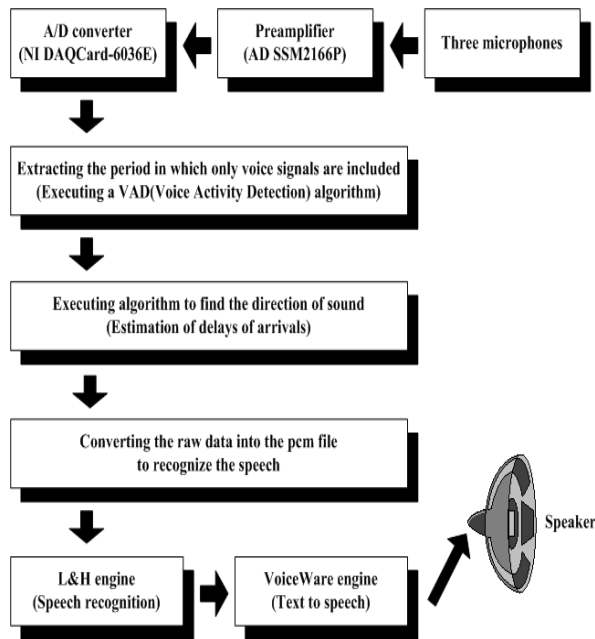 Three microphones
Preamplifier
(AD SSM2166P)
A/D converter
(NI DAQCard-6036E)
Extracting the period in which only voice signals are included
(Executing a VAD(Voice Activity Detection) algorithm)
Executing algorithm to find the direction of sound
(Estimation of delays of arrivals)
Converting the raw data into the pcm file
to recognize the speech
L&H engine
(Speech recognition)
VoiceWare engine
(Text to speech)
Speaker